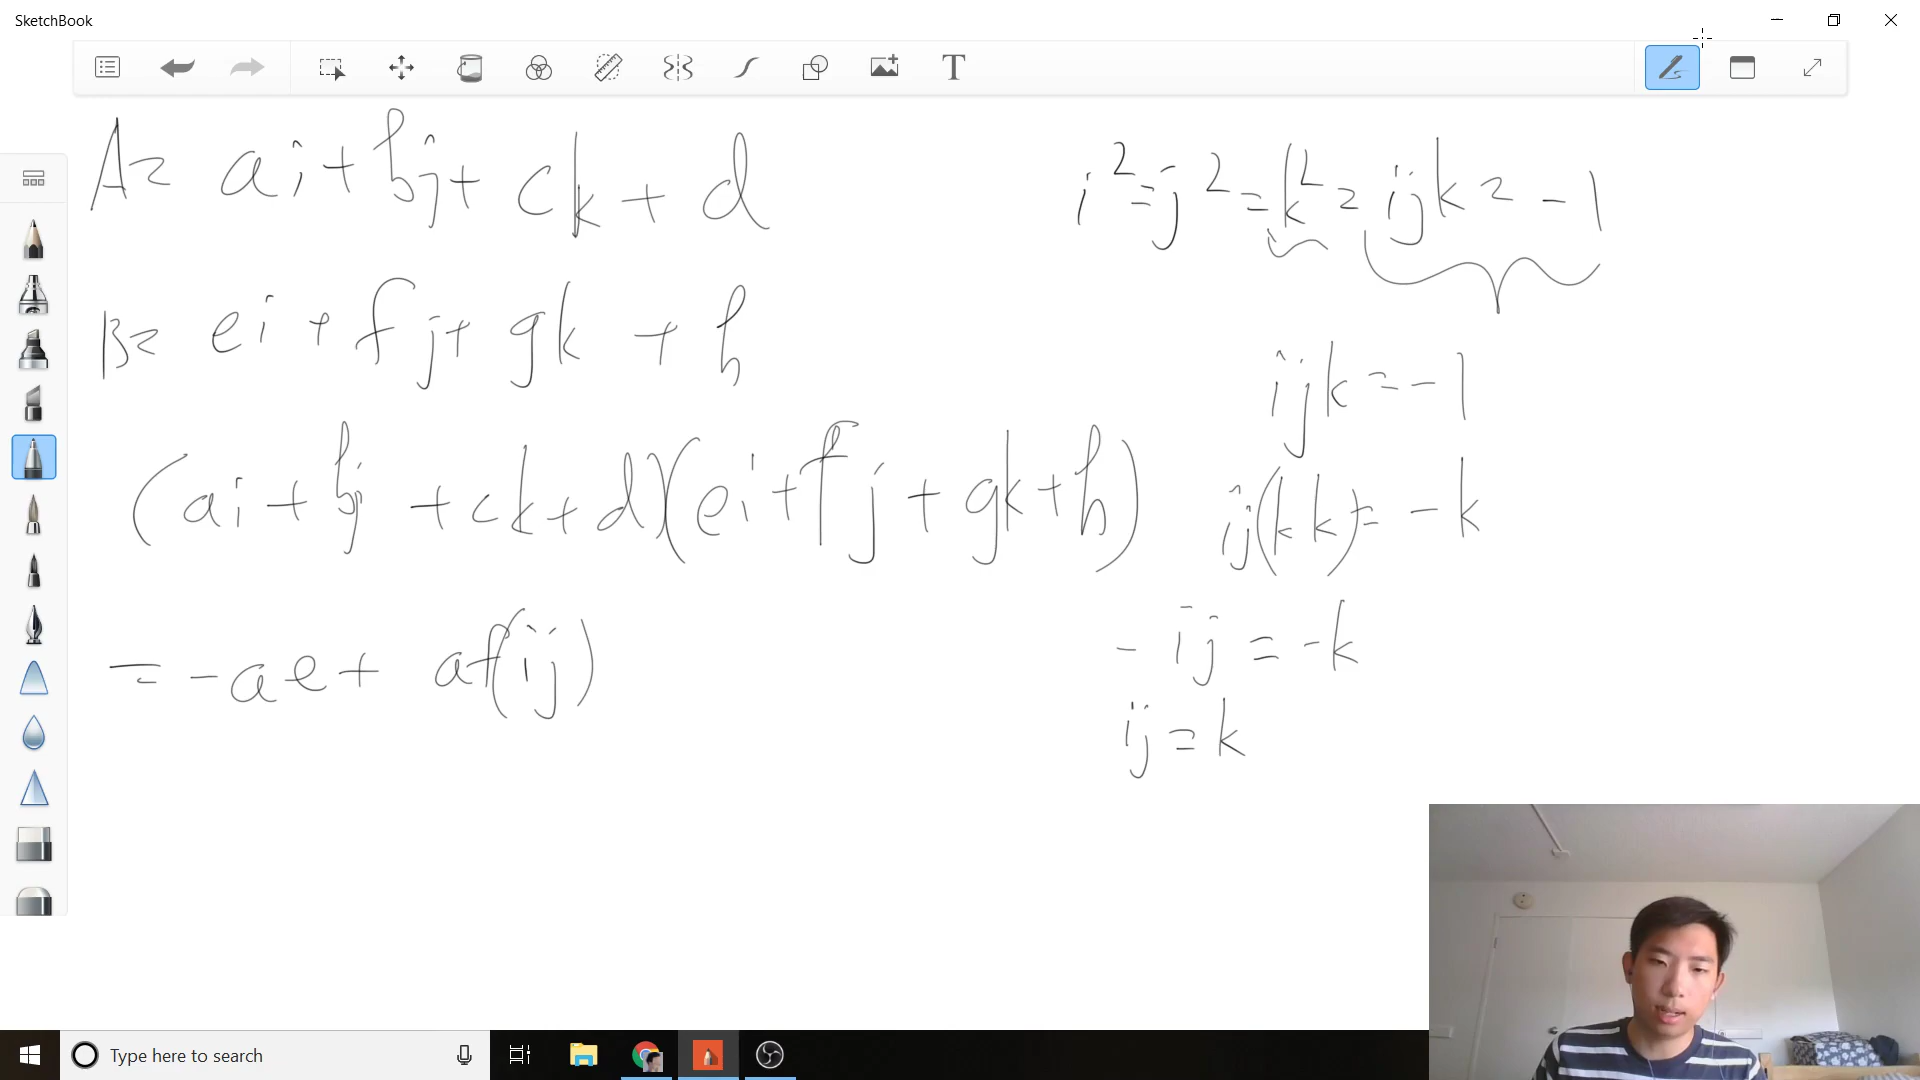 SketchBook
T
A= ai + bj + ck + d
B= ei + fj + gk + h
(ai + bj + ck + d)(ei + fj + gk + h)
= -ae + af(ij)
i² = j² = k² = ijk = -1
ijk = -1
ij(kk) = -k
-ij = -k
ij = k
Type here to search